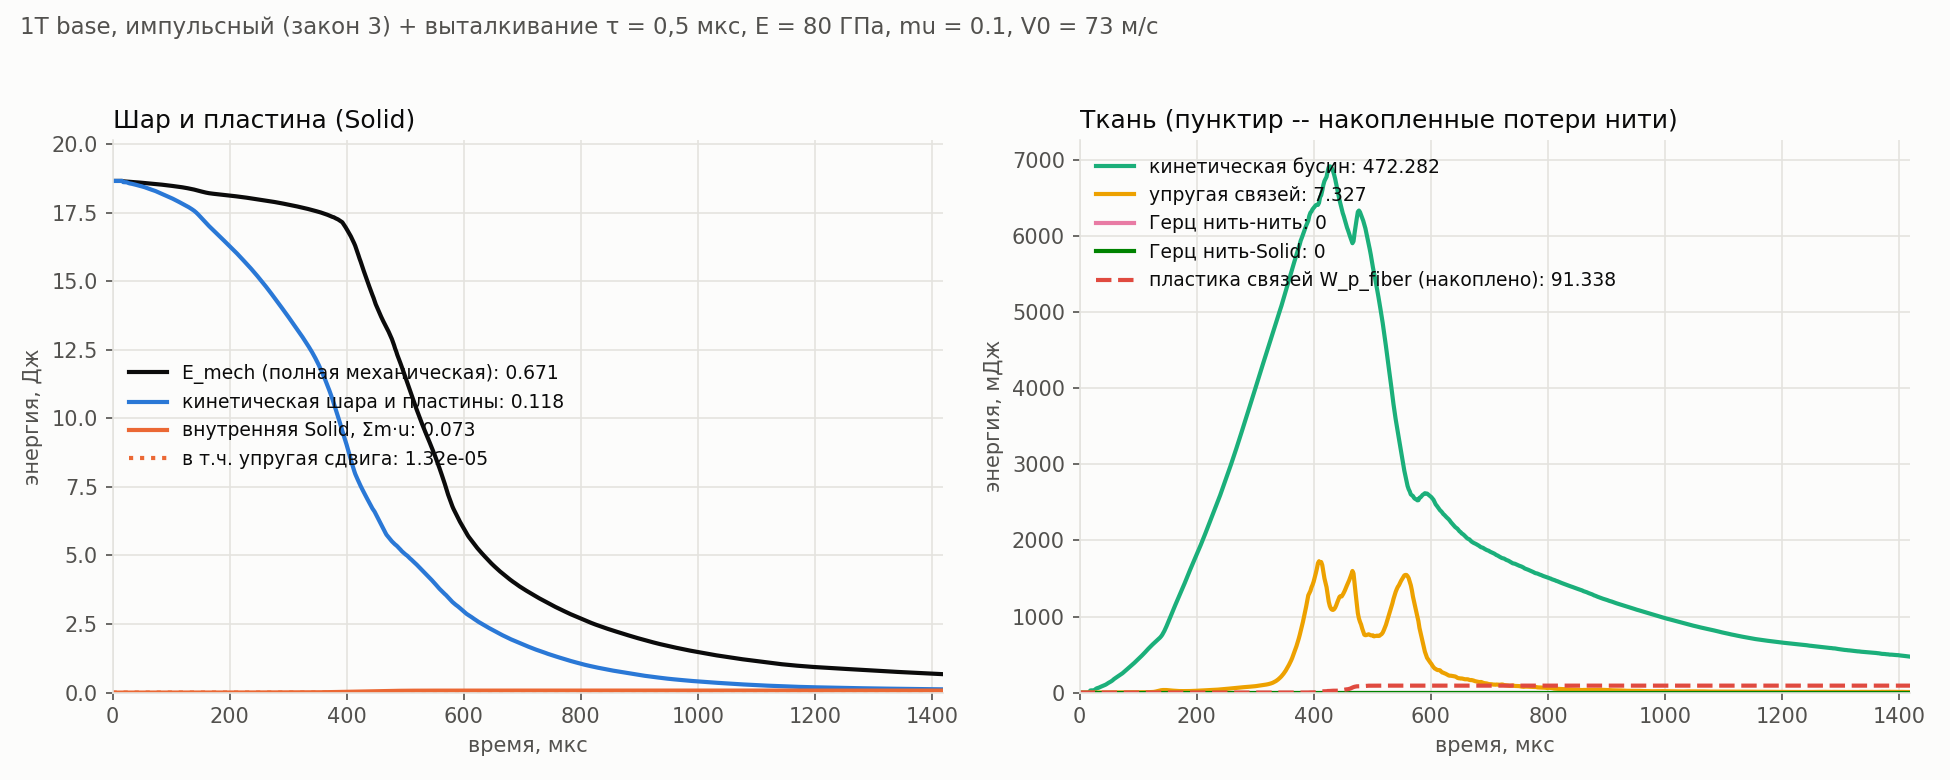 1T base, импульсный (закон 3) + выталкивание τ = 0,5 мкс, E = 80 ГПа, mu = 0.1, V0 = 73 м/с
Шар и пластина (Solid)
энергия, Дж
20.0
17.5
15.0
12.5
10.0
7.5
5.0
2.5
0.0
E_mech (полная механическая): 0.671
кинетическая шара и пластины: 0.118
внутренняя Solid, Σm·u: 0.073
в т.ч. упругая сдвига: 1.32e-05
0 200 400 600 800 1000 1200 1400
время, мкс
Ткань (пунктир -- накопленные потери нити)
энергия, мДж
7000
6000
5000
4000
3000
2000
1000
0
кинетическая бусин: 472.282
упругая связей: 7.327
Герц нить-нить: 0
Герц нить-Solid: 0
пластика связей W_p_fiber (накоплено): 91.338
0 200 400 600 800 1000 1200 1400
время, мкс